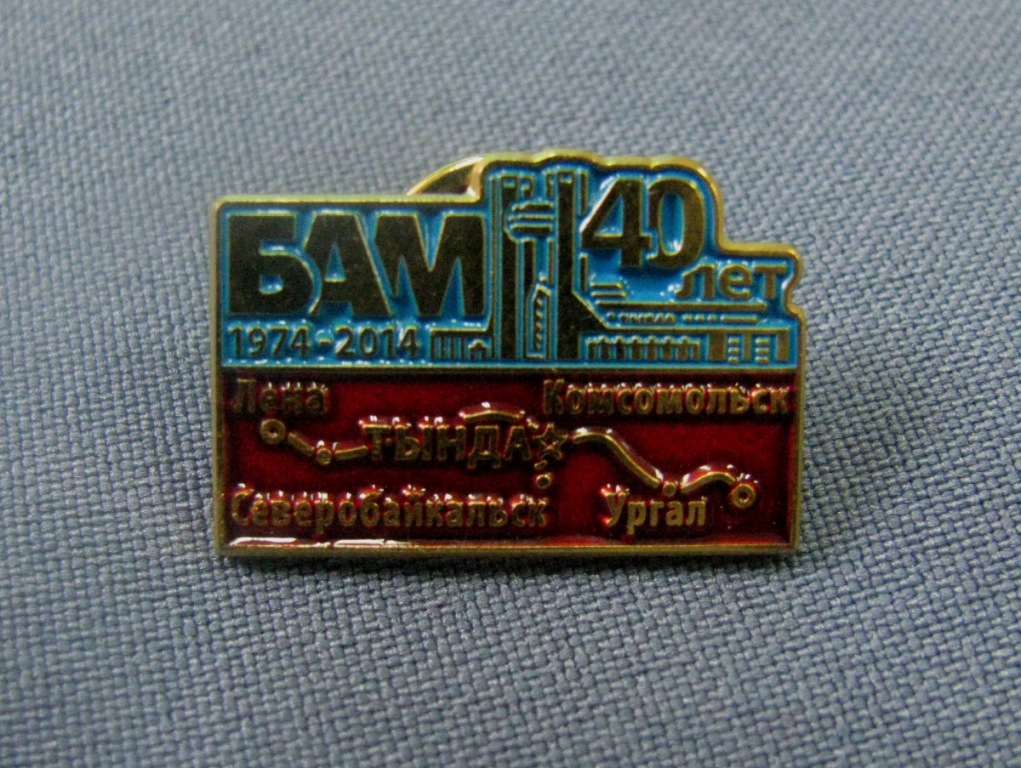 БАМ 40
лет
1974-2014
Лена Комсомольск
ТЫНДА
Северобайкальск Ургал